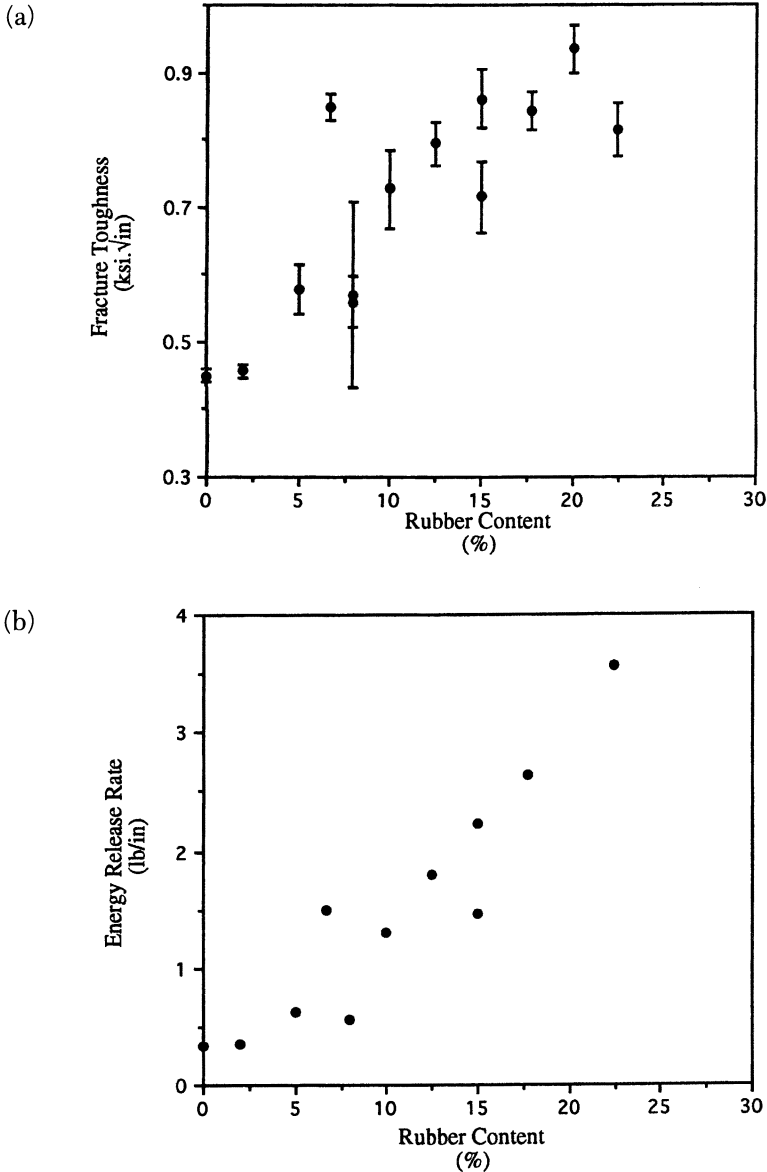 (a)
0.9
0.7
0.5
0.3
Fracture Toughness
(ksi.√in)
0 5 10 15 20 25 30
Rubber Content
(%)
(b)
4
3
2
1
0
Energy Release Rate
(lb/in)
0 5 10 15 20 25 30
Rubber Content
(%)